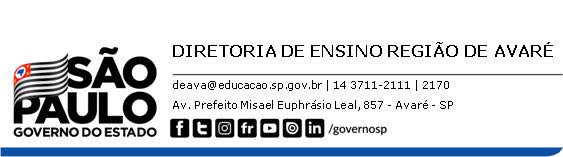 SÃO
PAULO
GOVERNO DO ESTADO
DIRETORIA DE ENSINO REGIÃO DE AVARÉ
deava@educacao.sp.gov.br | 14 3711-2111 | 2170
Av. Prefeito Misael Euphrásio Leal, 857 - Avaré - SP
/governosp